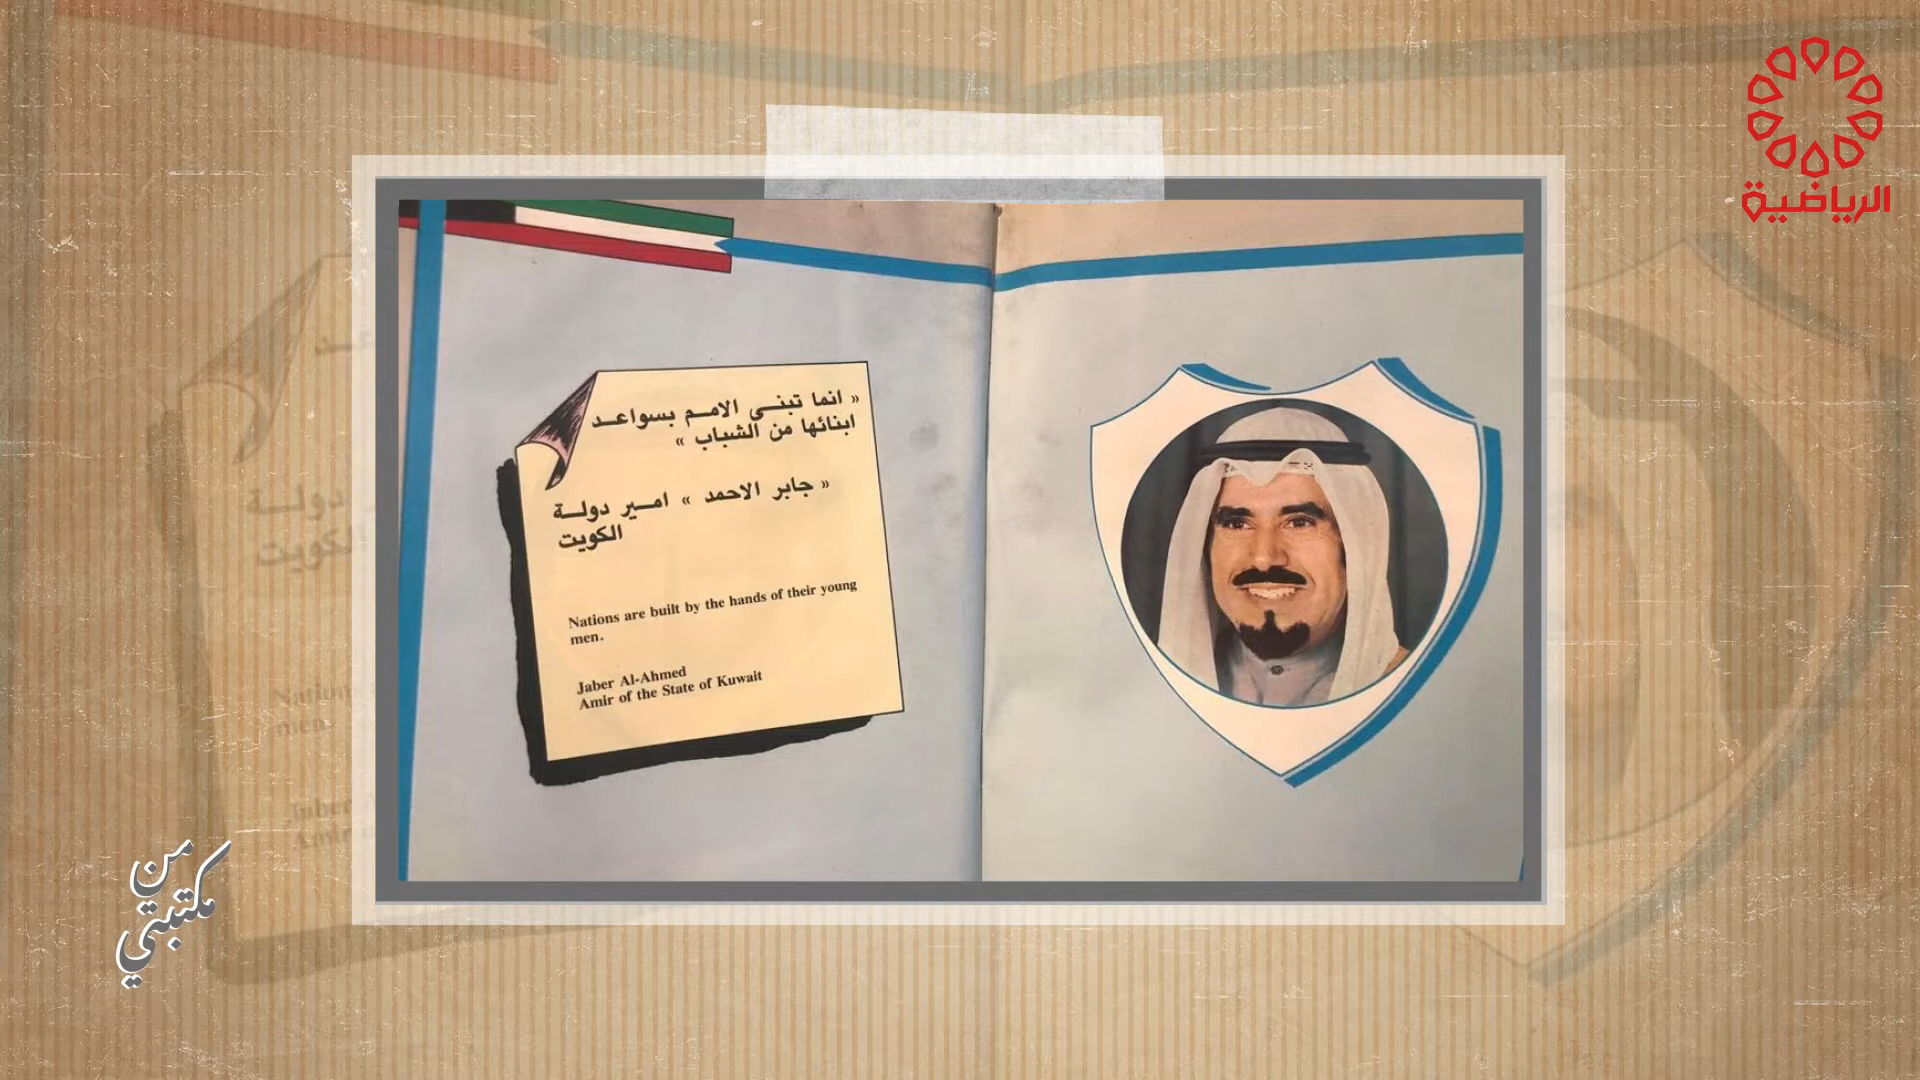 الرياضية
« انما تبنى الامم بسواعد
ابنائها من الشباب »
« جابر الاحمد » امير دولة
الكويت
Nations are built by the hands of their young
men.
Jaber Al-Ahmed
Amir of the State of Kuwait
من
مكتبتي